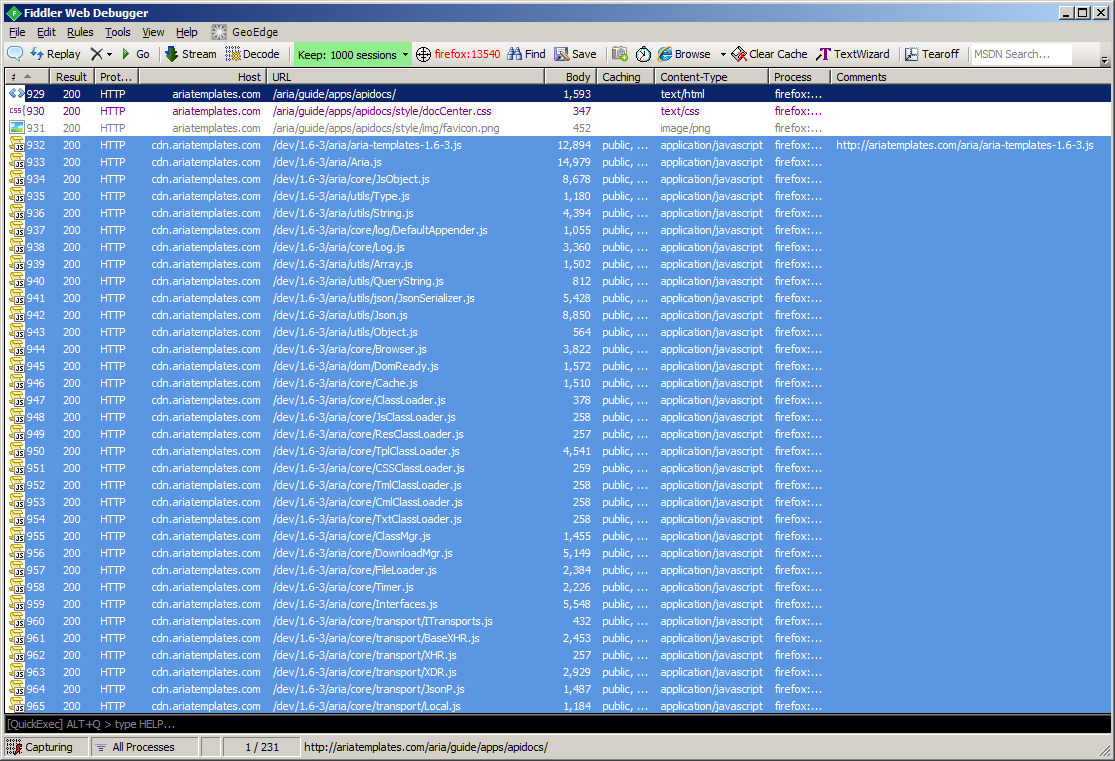 Fiddler Web Debugger
File Edit Rules Tools View Help GeoEdge
Replay Go Stream Decode Keep: 1000 sessions firefox:13540 Find Save Browse Clear Cache TextWizard Tearoff MSDN Search...
# Result Prot... Host URL Body Caching Content-Type Process Comments
929 200 HTTP ariatemplates.com /aria/guide/apps/apidocs/ 1,593 text/html firefox:...
930 200 HTTP ariatemplates.com /aria/guide/apps/apidocs/style/docCenter.css 347 text/css firefox:...
931 200 HTTP ariatemplates.com /aria/guide/apps/apidocs/style/img/favicon.png 452 image/png firefox:...
932 200 HTTP cdn.ariatemplates.com /dev/1.6-3/aria/aria-templates-1.6-3.js 12,894 public, ... application/javascript firefox:... http://ariatemplates.com/aria/aria-templates-1.6-3.js
933 200 HTTP cdn.ariatemplates.com /dev/1.6-3/aria/Aria.js 14,979 public, ... application/javascript firefox:...
934 200 HTTP cdn.ariatemplates.com /dev/1.6-3/aria/core/JsObject.js 8,678 public, ... application/javascript firefox:...
935 200 HTTP cdn.ariatemplates.com /dev/1.6-3/aria/utils/Type.js 1,180 public, ... application/javascript firefox:...
936 200 HTTP cdn.ariatemplates.com /dev/1.6-3/aria/utils/String.js 4,394 public, ... application/javascript firefox:...
937 200 HTTP cdn.ariatemplates.com /dev/1.6-3/aria/core/log/DefaultAppender.js 1,055 public, ... application/javascript firefox:...
938 200 HTTP cdn.ariatemplates.com /dev/1.6-3/aria/core/Log.js 3,360 public, ... application/javascript firefox:...
939 200 HTTP cdn.ariatemplates.com /dev/1.6-3/aria/utils/Array.js 1,502 public, ... application/javascript firefox:...
940 200 HTTP cdn.ariatemplates.com /dev/1.6-3/aria/utils/QueryString.js 812 public, ... application/javascript firefox:...
941 200 HTTP cdn.ariatemplates.com /dev/1.6-3/aria/utils/json/JsonSerializer.js 5,428 public, ... application/javascript firefox:...
942 200 HTTP cdn.ariatemplates.com /dev/1.6-3/aria/utils/Json.js 8,850 public, ... application/javascript firefox:...
943 200 HTTP cdn.ariatemplates.com /dev/1.6-3/aria/utils/Object.js 564 public, ... application/javascript firefox:...
944 200 HTTP cdn.ariatemplates.com /dev/1.6-3/aria/core/Browser.js 3,822 public, ... application/javascript firefox:...
945 200 HTTP cdn.ariatemplates.com /dev/1.6-3/aria/dom/DomReady.js 1,572 public, ... application/javascript firefox:...
946 200 HTTP cdn.ariatemplates.com /dev/1.6-3/aria/core/Cache.js 1,510 public, ... application/javascript firefox:...
947 200 HTTP cdn.ariatemplates.com /dev/1.6-3/aria/core/ClassLoader.js 378 public, ... application/javascript firefox:...
948 200 HTTP cdn.ariatemplates.com /dev/1.6-3/aria/core/JsClassLoader.js 258 public, ... application/javascript firefox:...
949 200 HTTP cdn.ariatemplates.com /dev/1.6-3/aria/core/ResClassLoader.js 257 public, ... application/javascript firefox:...
950 200 HTTP cdn.ariatemplates.com /dev/1.6-3/aria/core/TplClassLoader.js 4,541 public, ... application/javascript firefox:...
951 200 HTTP cdn.ariatemplates.com /dev/1.6-3/aria/core/CSSClassLoader.js 259 public, ... application/javascript firefox:...
952 200 HTTP cdn.ariatemplates.com /dev/1.6-3/aria/core/TmlClassLoader.js 258 public, ... application/javascript firefox:...
953 200 HTTP cdn.ariatemplates.com /dev/1.6-3/aria/core/CmlClassLoader.js 258 public, ... application/javascript firefox:...
954 200 HTTP cdn.ariatemplates.com /dev/1.6-3/aria/core/TxtClassLoader.js 258 public, ... application/javascript firefox:...
955 200 HTTP cdn.ariatemplates.com /dev/1.6-3/aria/core/ClassMgr.js 1,455 public, ... application/javascript firefox:...
956 200 HTTP cdn.ariatemplates.com /dev/1.6-3/aria/core/DownloadMgr.js 5,149 public, ... application/javascript firefox:...
957 200 HTTP cdn.ariatemplates.com /dev/1.6-3/aria/core/FileLoader.js 2,384 public, ... application/javascript firefox:...
958 200 HTTP cdn.ariatemplates.com /dev/1.6-3/aria/core/Timer.js 2,226 public, ... application/javascript firefox:...
959 200 HTTP cdn.ariatemplates.com /dev/1.6-3/aria/core/Interfaces.js 5,548 public, ... application/javascript firefox:...
960 200 HTTP cdn.ariatemplates.com /dev/1.6-3/aria/core/transport/ITransports.js 432 public, ... application/javascript firefox:...
961 200 HTTP cdn.ariatemplates.com /dev/1.6-3/aria/core/transport/BaseXHR.js 2,453 public, ... application/javascript firefox:...
962 200 HTTP cdn.ariatemplates.com /dev/1.6-3/aria/core/transport/XHR.js 257 public, ... application/javascript firefox:...
963 200 HTTP cdn.ariatemplates.com /dev/1.6-3/aria/core/transport/XDR.js 2,929 public, ... application/javascript firefox:...
964 200 HTTP cdn.ariatemplates.com /dev/1.6-3/aria/core/transport/JsonP.js 1,487 public, ... application/javascript firefox:...
965 200 HTTP cdn.ariatemplates.com /dev/1.6-3/aria/core/transport/Local.js 1,184 public, ... application/javascript firefox:...
[QuickExec] ALT+Q > type HELP...
Capturing All Processes 1 / 231 http://ariatemplates.com/aria/guide/apps/apidocs/